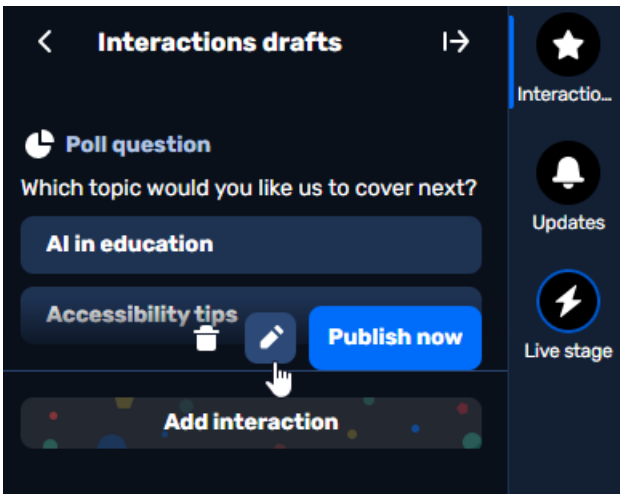 Interactions drafts
Poll question
Which topic would you like us to cover next?
AI in education
Accessibility tips
Publish now
Add interaction
Interactio...
Updates
Live stage